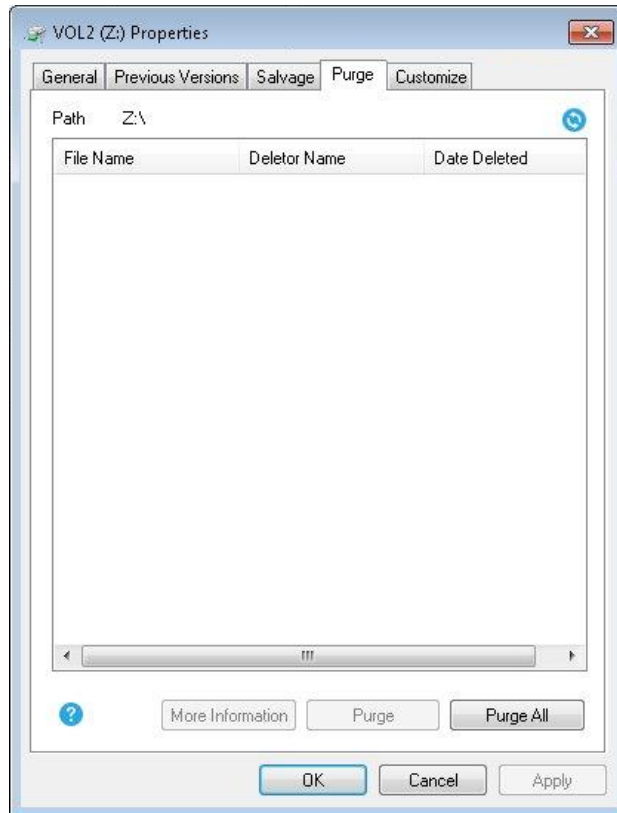 VOL2 (Z:) Properties
General Previous Versions Salvage Purge Customize
Path Z:\
File Name Deletor Name Date Deleted
More Information Purge Purge All
OK Cancel Apply